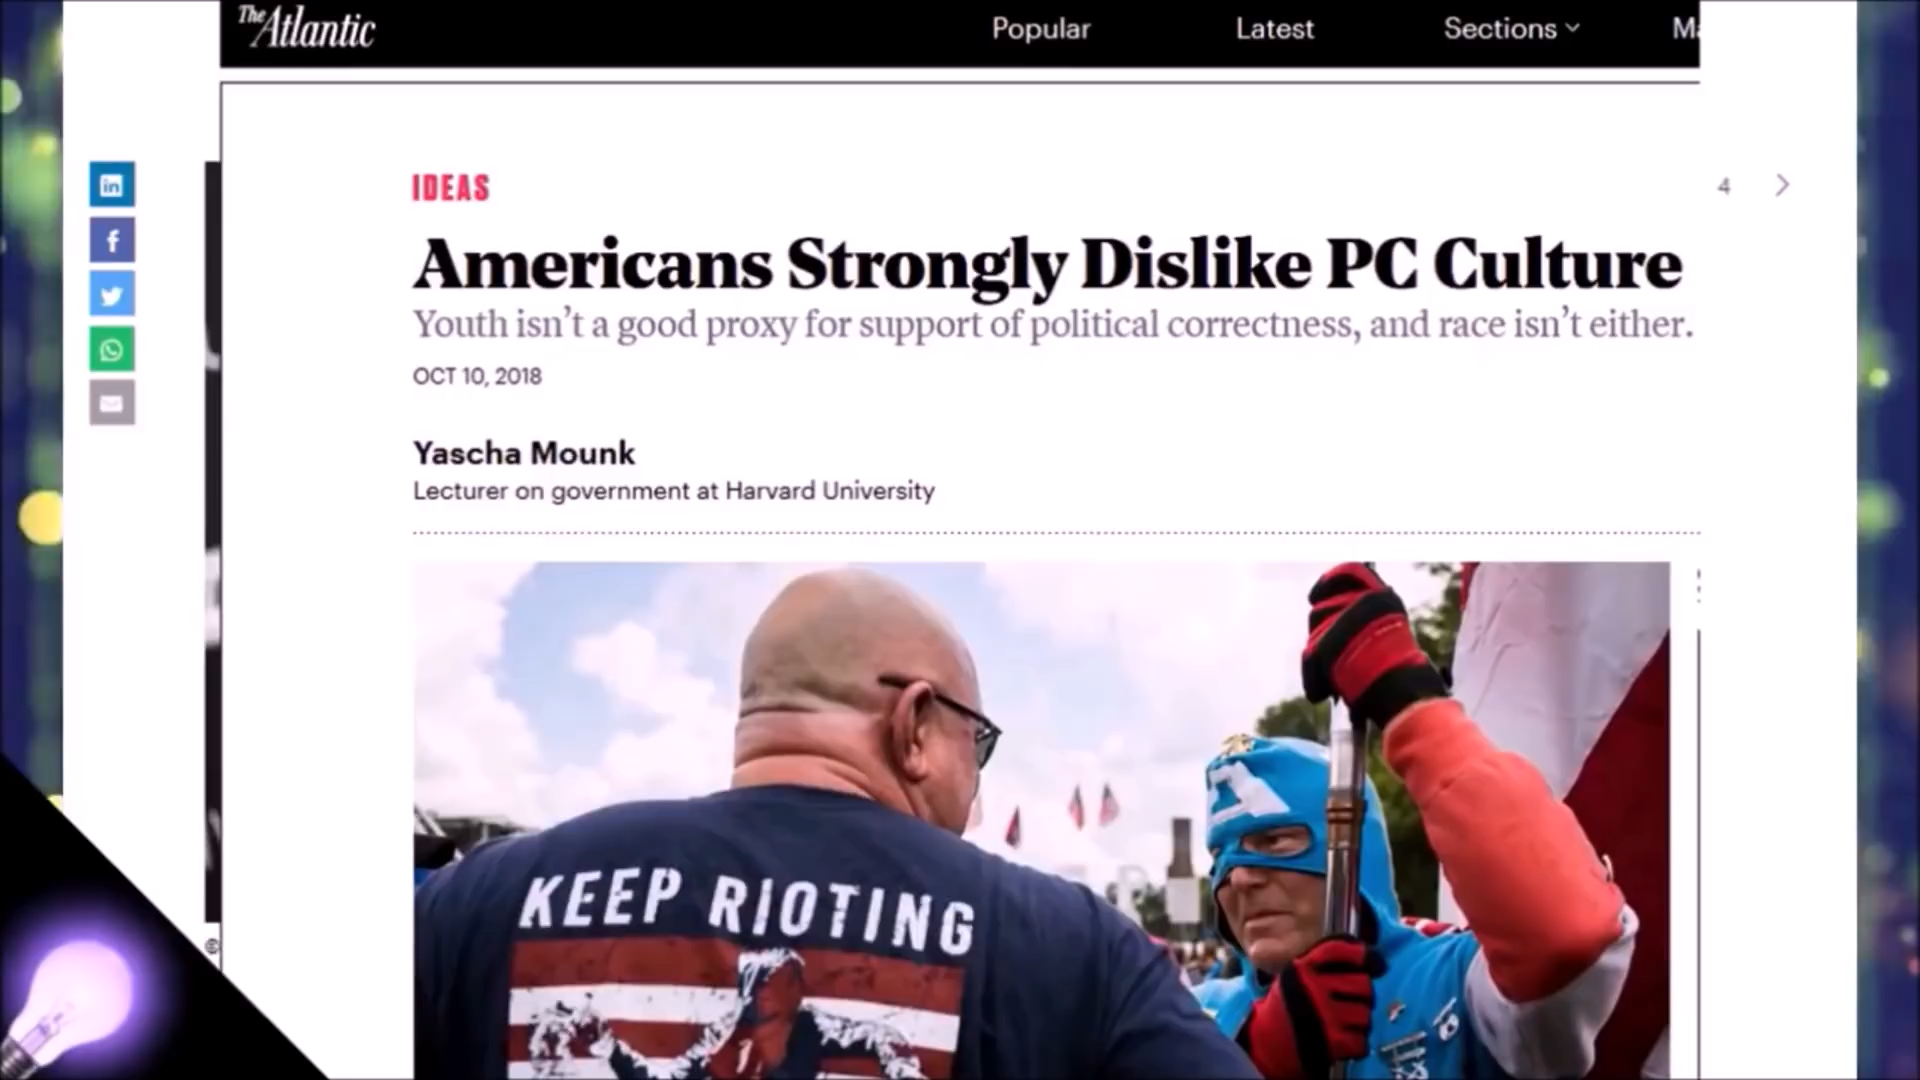 The Atlantic
Popular Latest Sections
IDEAS
4
Americans Strongly Dislike PC Culture
Youth isn't a good proxy for support of political correctness, and race isn't either.
OCT 10, 2018
Yascha Mounk
Lecturer on government at Harvard University
KEEP RIOTING
A